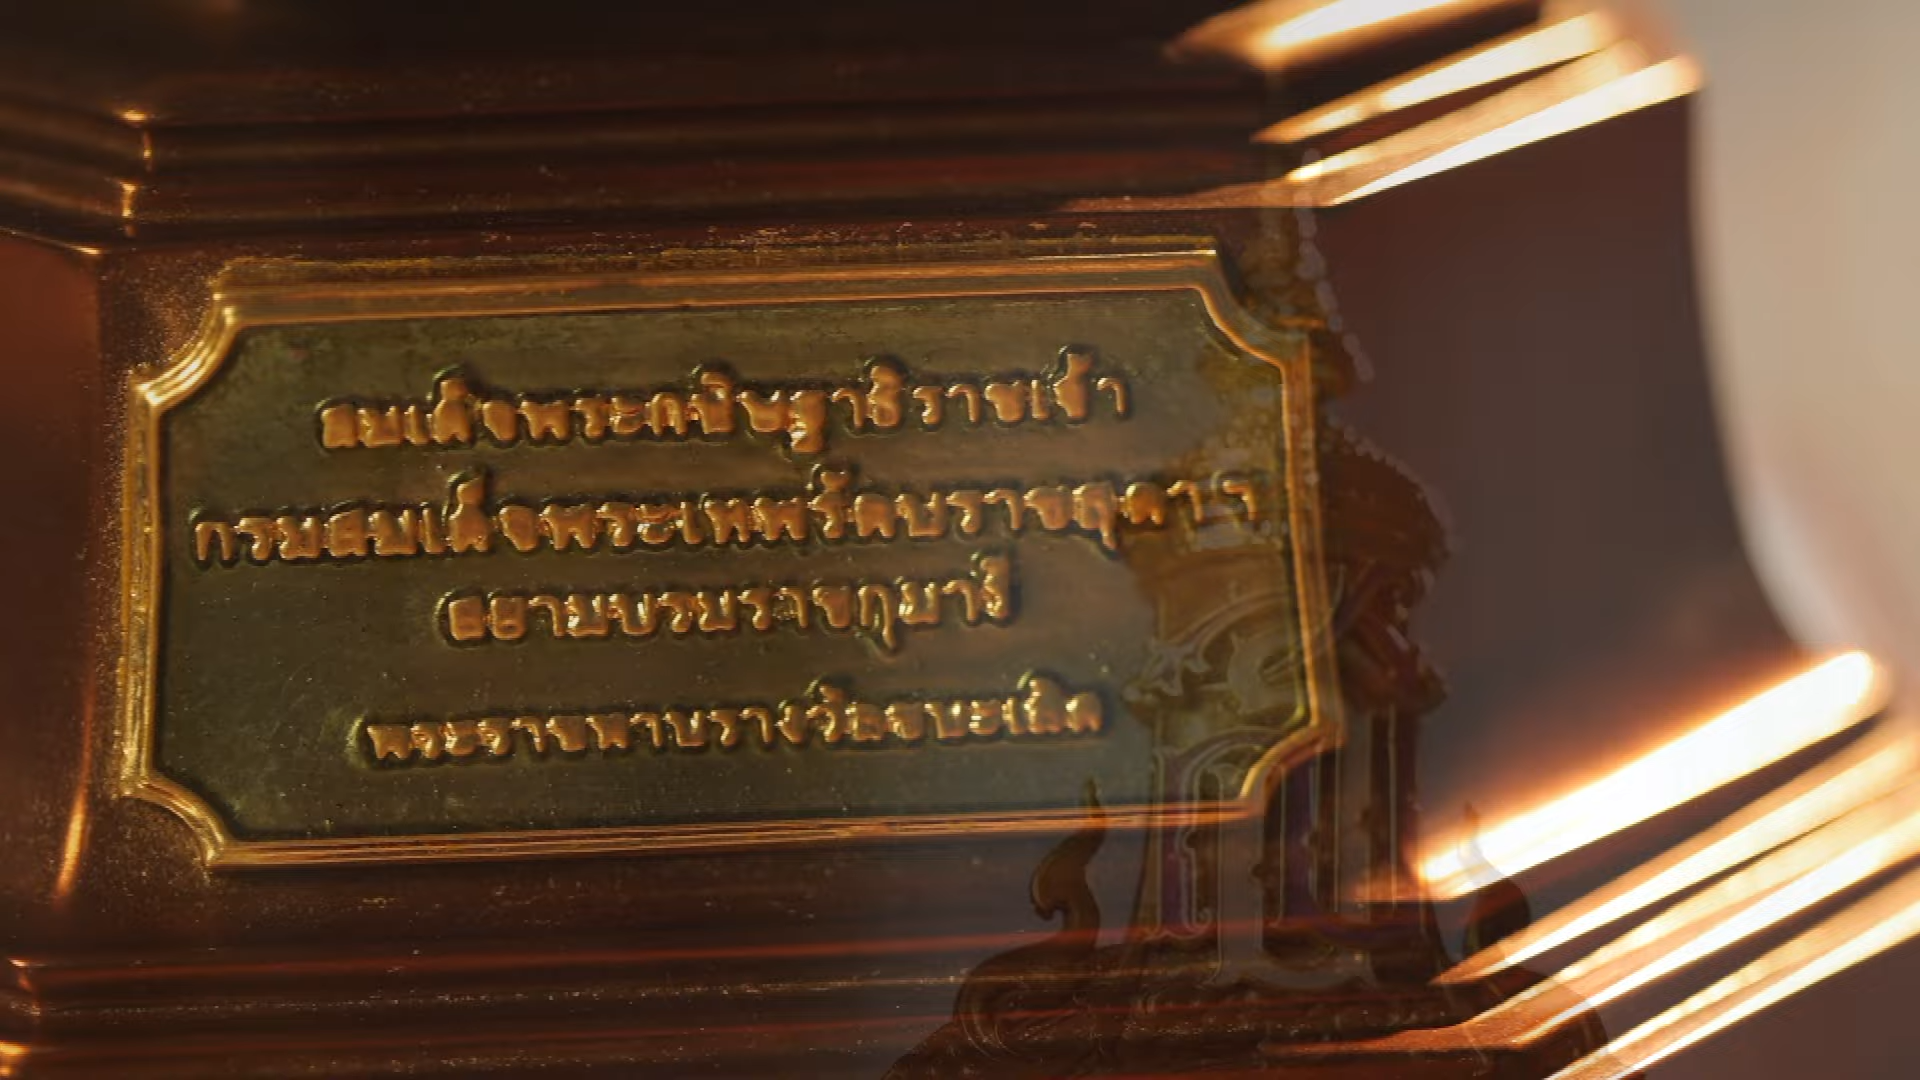 สมเด็จพระกนิษฐาธิราชเจ้า
กรมสมเด็จพระเทพรัตนราชสุดาฯ
สยามบรมราชกุมารี
พระราชทานรางวัลชนะเลิศ